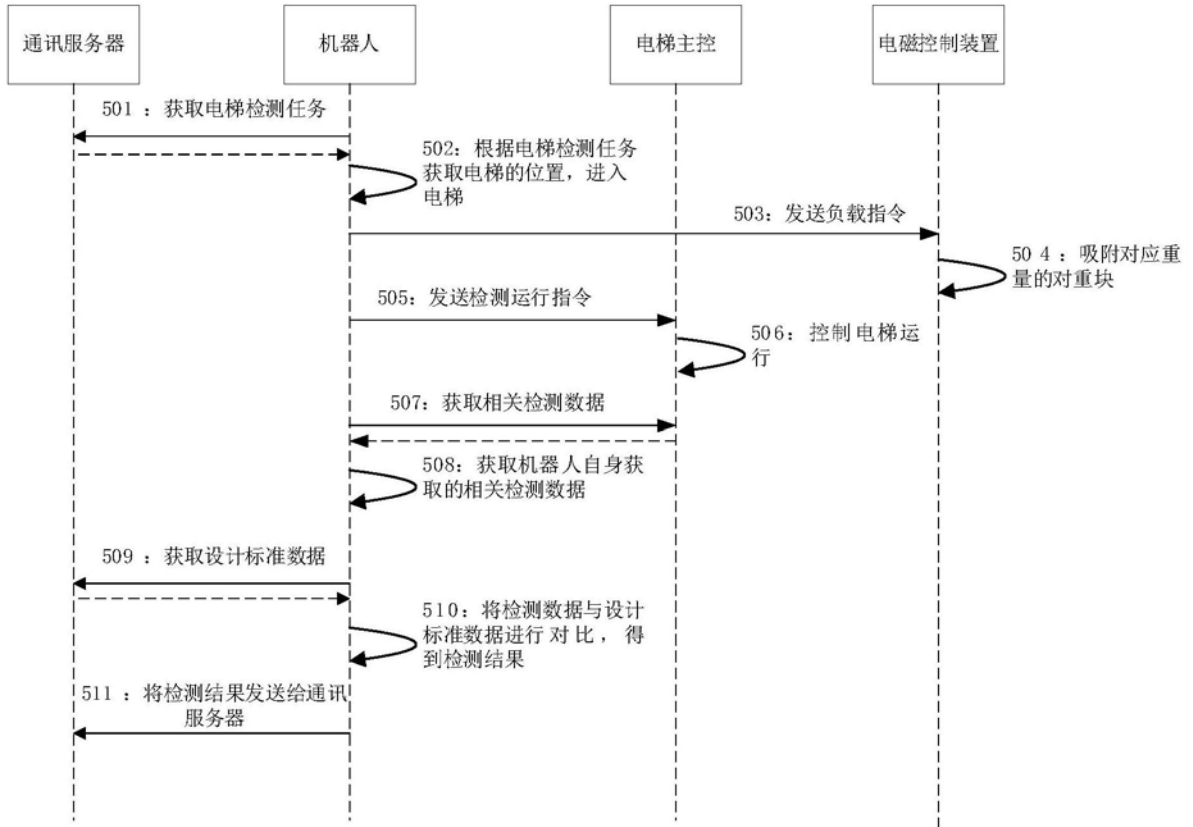 通讯服务器
机器人
电梯主控
电磁控制装置
501 ：获取电梯检测任务
502：根据电梯检测任务
获取电梯的位置，进入
电梯
503：发送负载指令
50 4 ：吸附对应重
量的对重块
505：发送检测运行指令
506：控制电梯运
行
507：获取相关检测数据
508：获取机器人自身获
取的相关检测数据
509 ：获取设计标准数据
510：将检测数据与设计
标准数据进行对比，得
到检测结果
511 ：将检测结果发送给通讯
服务器